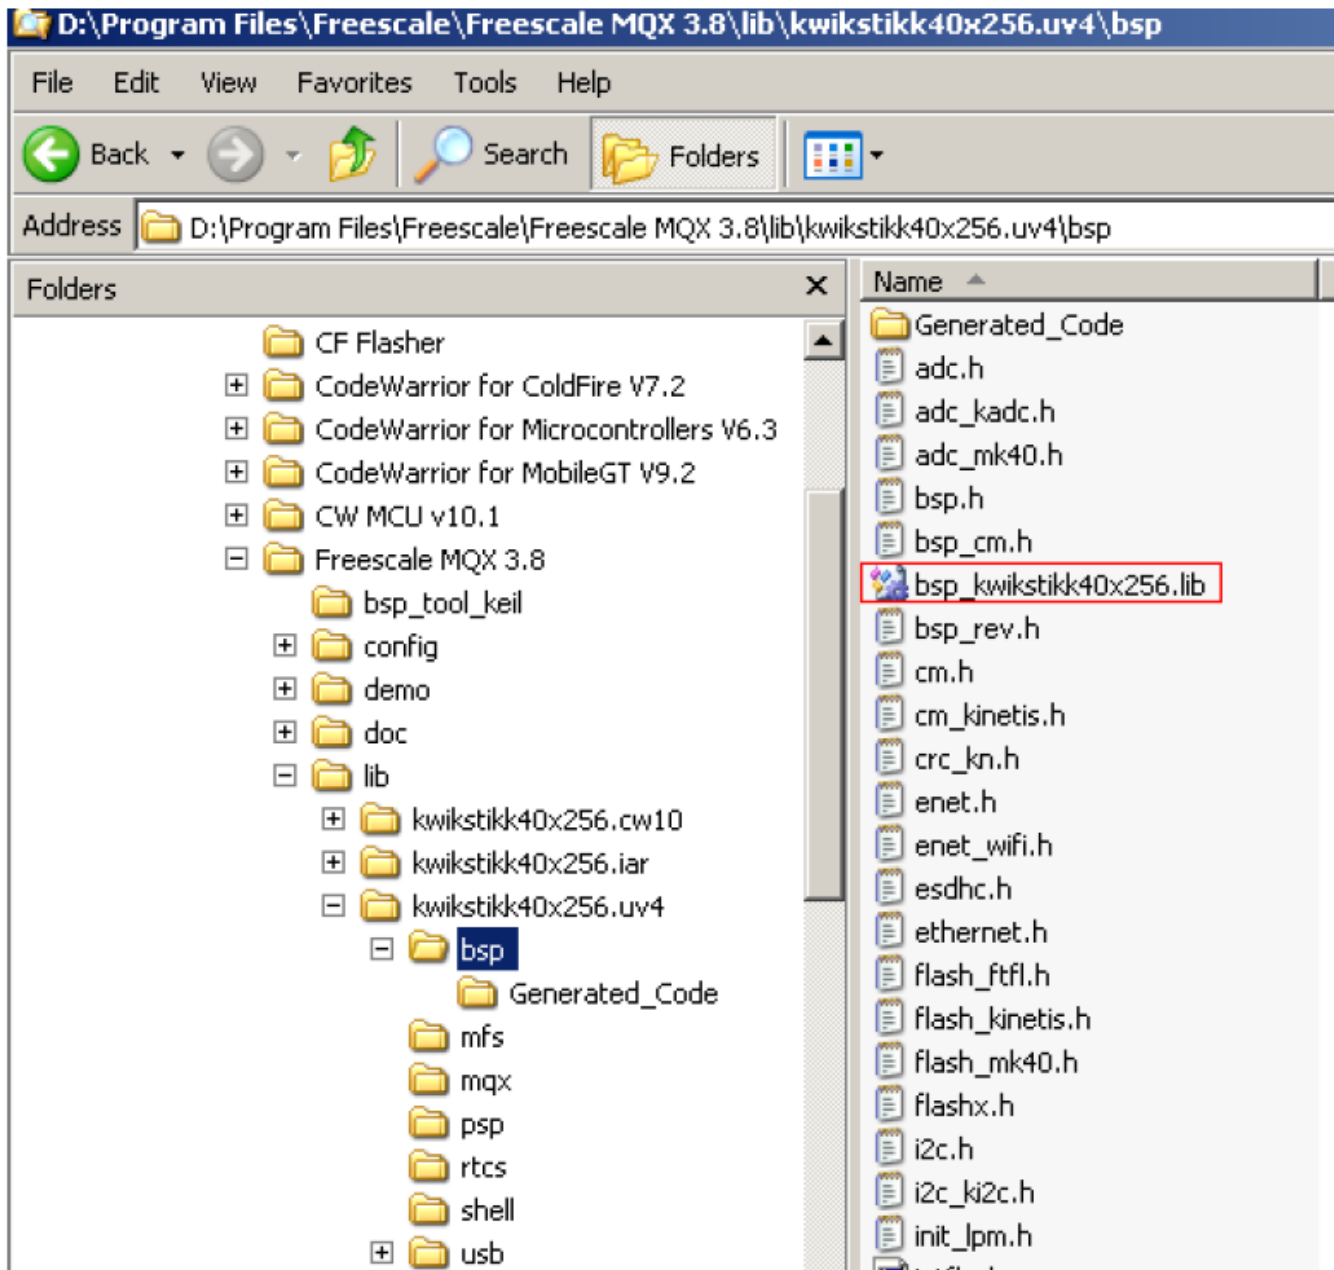 D:\Program Files\Freescale\Freescale MQX 3.8\lib\kwikstikk40x256.uv4\bsp
File Edit View Favorites Tools Help
Back Search Folders
Address D:\Program Files\Freescale\Freescale MQX 3.8\lib\kwikstikk40x256.uv4\bsp
Folders
CF Flasher
CodeWarrior for ColdFire V7.2
CodeWarrior for Microcontrollers V6.3
CodeWarrior for MobileGT V9.2
CW MCU v10.1
Freescale MQX 3.8
bsp_tool_keil
config
demo
doc
lib
kwikstikk40x256.cw10
kwikstikk40x256.iar
kwikstikk40x256.uv4
bsp
Generated_Code
mfs
mqx
psp
rtcs
shell
usb
Name
Generated_Code
adc.h
adc_kadc.h
adc_mk40.h
bsp.h
bsp_cm.h
bsp_kwikstikk40x256.lib
bsp_rev.h
cm.h
cm_kinetis.h
crc_kn.h
enet.h
enet_wifi.h
esdhc.h
ethernet.h
flash_ftfl.h
flash_kinetis.h
flash_mk40.h
flashx.h
i2c.h
i2c_ki2c.h
init_lpm.h